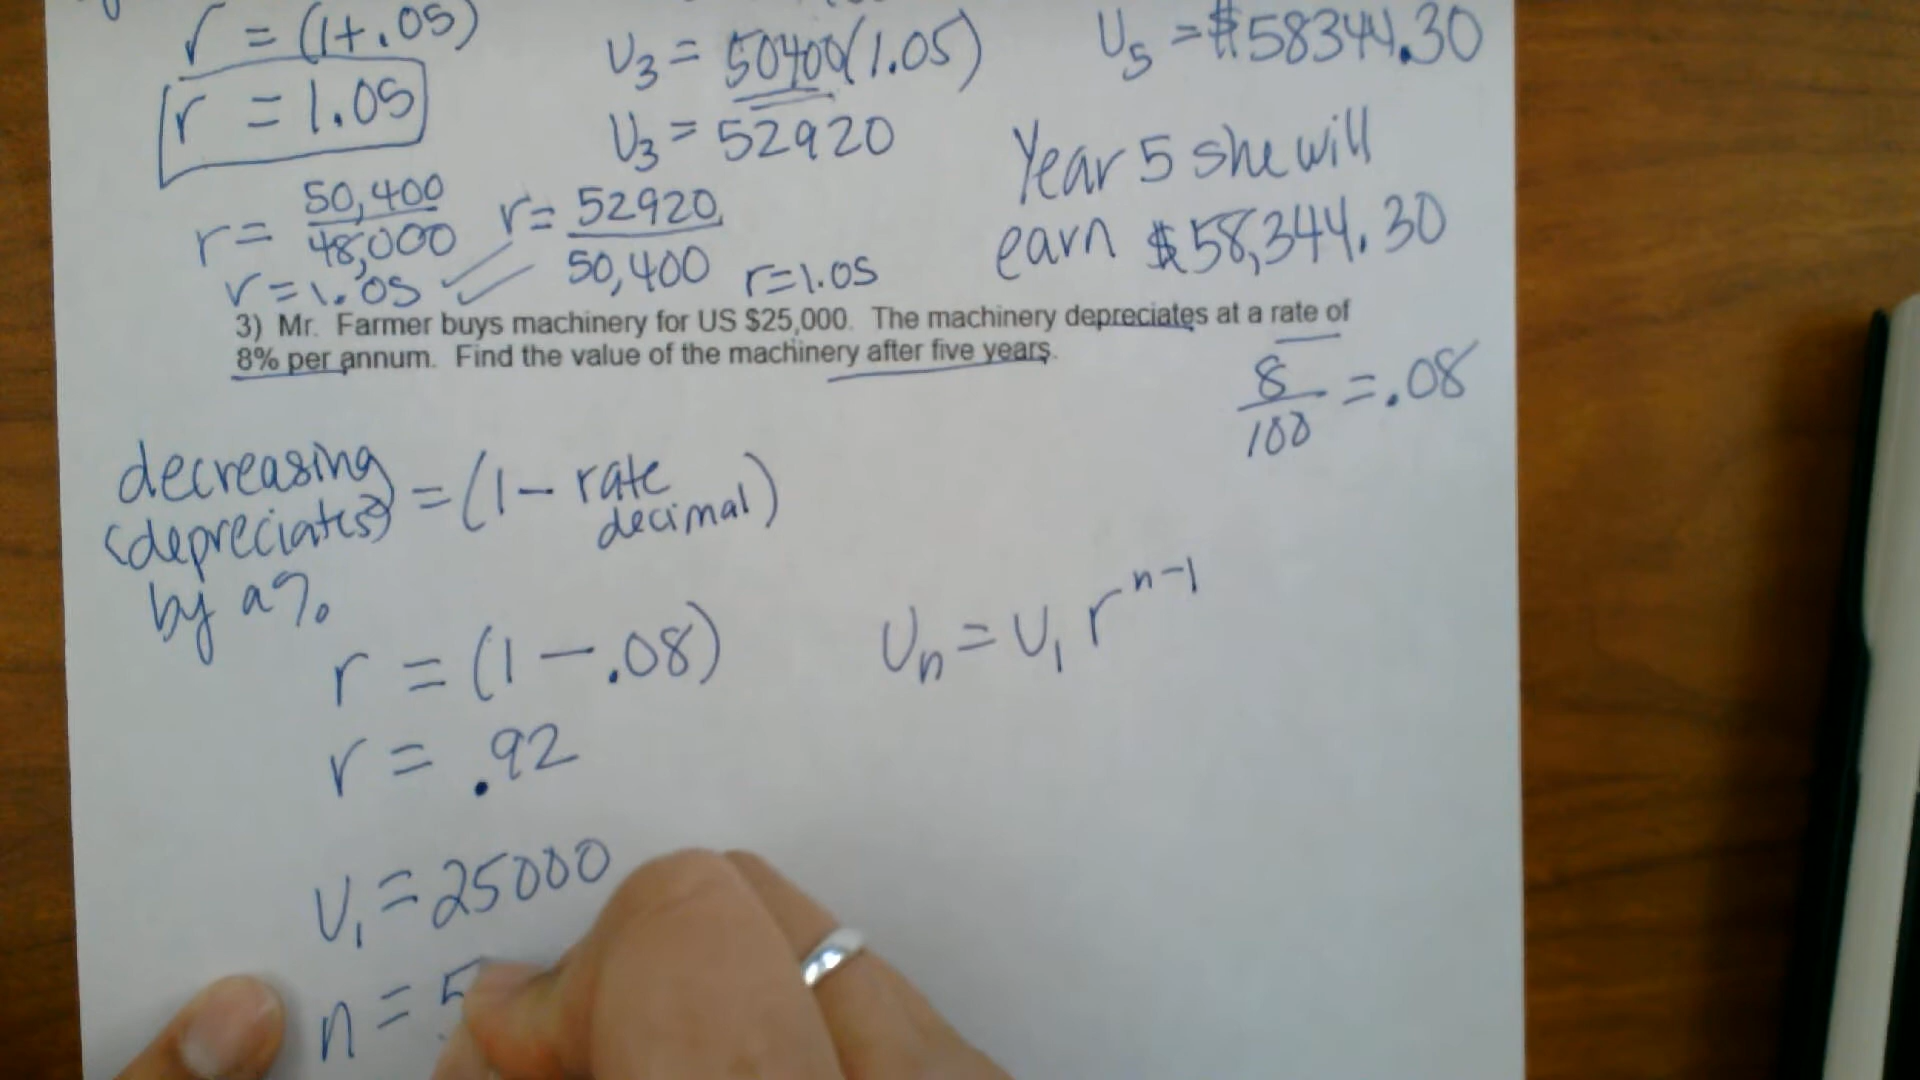 r = (1+.05)
r = 1.05
U3 = 50400(1.05)
U3 = 52920
U5 = $58344.30
Year 5 she will
earn $58,344.30
r = 50,400
48,000
r = 1.05
r = 52920
50,400
r=1.05
3) Mr. Farmer buys machinery for US $25,000. The machinery depreciates at a rate of
8% per annum. Find the value of the machinery after five years.
8
100 = .08
decreasing
(depreciates)
by a %
= (1 - rate
decimal)
r = (1 - .08)
r = .92
U1 = 25000
n = 5
Un = U1 r^n-1